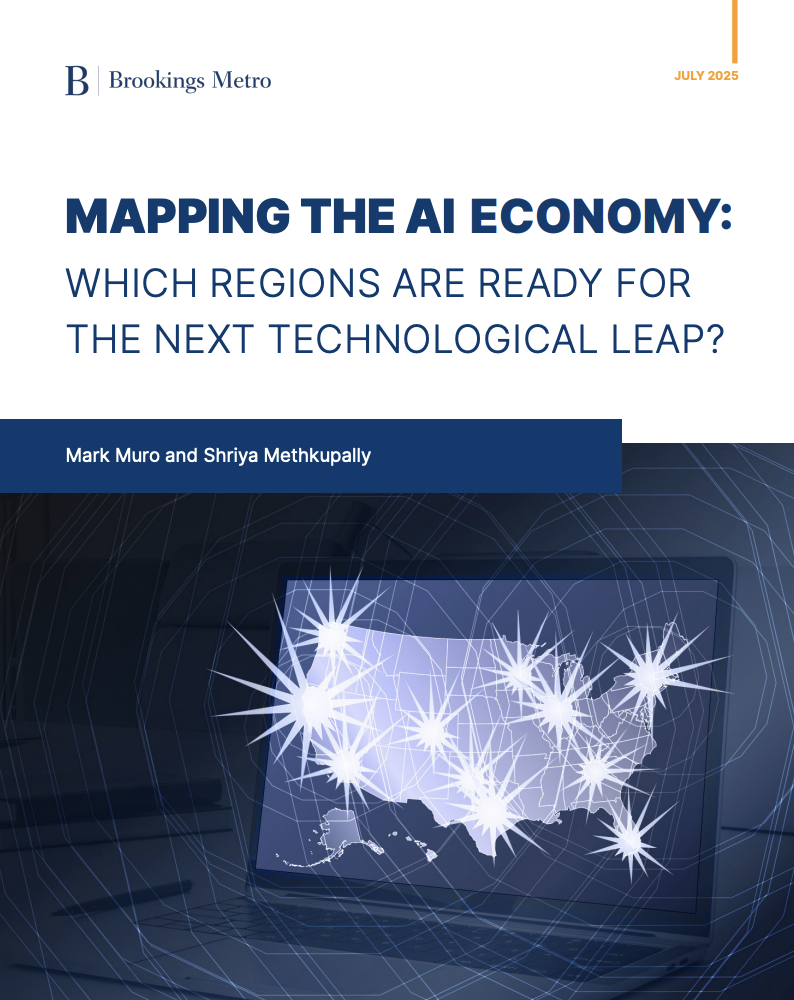 B | Brookings Metro
JULY 2025
MAPPING THE AI ECONOMY:
WHICH REGIONS ARE READY FOR
THE NEXT TECHNOLOGICAL LEAP?
Mark Muro and Shriya Methkupally